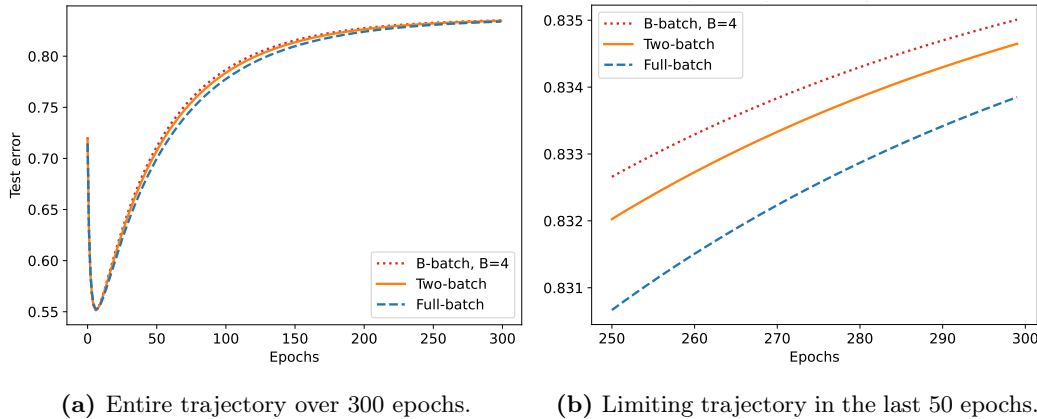 0.80
0.75
0.70
0.65
0.60
0.55
Test error
0 50 100 150 200 250 300
Epochs
B-batch, B=4
Two-batch
Full-batch
(a) Entire trajectory over 300 epochs.
0.835
0.834
0.833
0.832
0.831
250 260 270 280 290 300
Epochs
B-batch, B=4
Two-batch
Full-batch
(b) Limiting trajectory in the last 50 epochs.